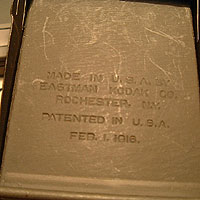 MADE IN U.S.A. BY
EASTMAN KODAK CO.
ROCHESTER, N.Y.
PATENTED IN U.S.A.
FEB. 1, 1916.